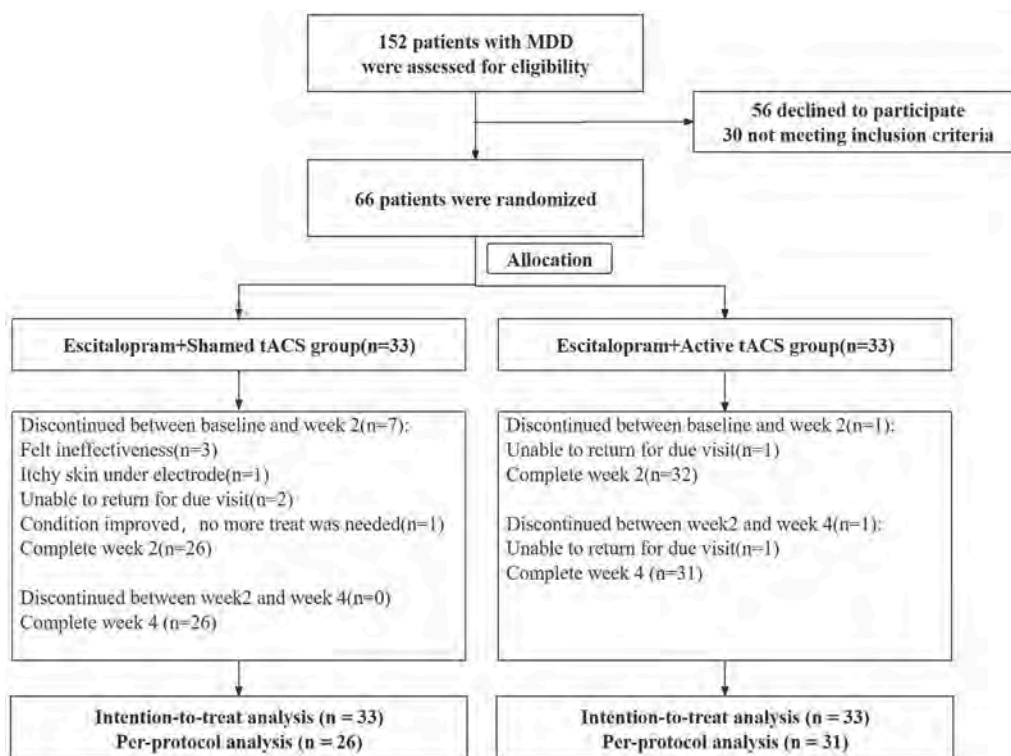 152 patients with MDD
were assessed for eligibility
56 declined to participate
30 not meeting inclusion criteria
66 patients were randomized
Allocation
Escitalopram+Shamed tACS group(n=33)
Escitalopram+Active tACS group(n=33)
Discontinued between baseline and week 2(n=7):
Felt ineffectiveness(n=3)
Itchy skin under electrode(n=1)
Unable to return for due visit(n=2)
Condition improved, no more treat was needed(n=1)
Complete week 2(n=26)
Discontinued between week2 and week 4(n=0)
Complete week 4 (n=26)
Discontinued between baseline and week 2(n=1):
Unable to return for due visit(n=1)
Complete week 2(n=32)
Discontinued between week2 and week 4(n=1):
Unable to return for due visit(n=1)
Complete week 4 (n=31)
Intention-to-treat analysis (n = 33)
Per-protocol analysis (n = 26)
Intention-to-treat analysis (n = 33)
Per-protocol analysis (n = 31)